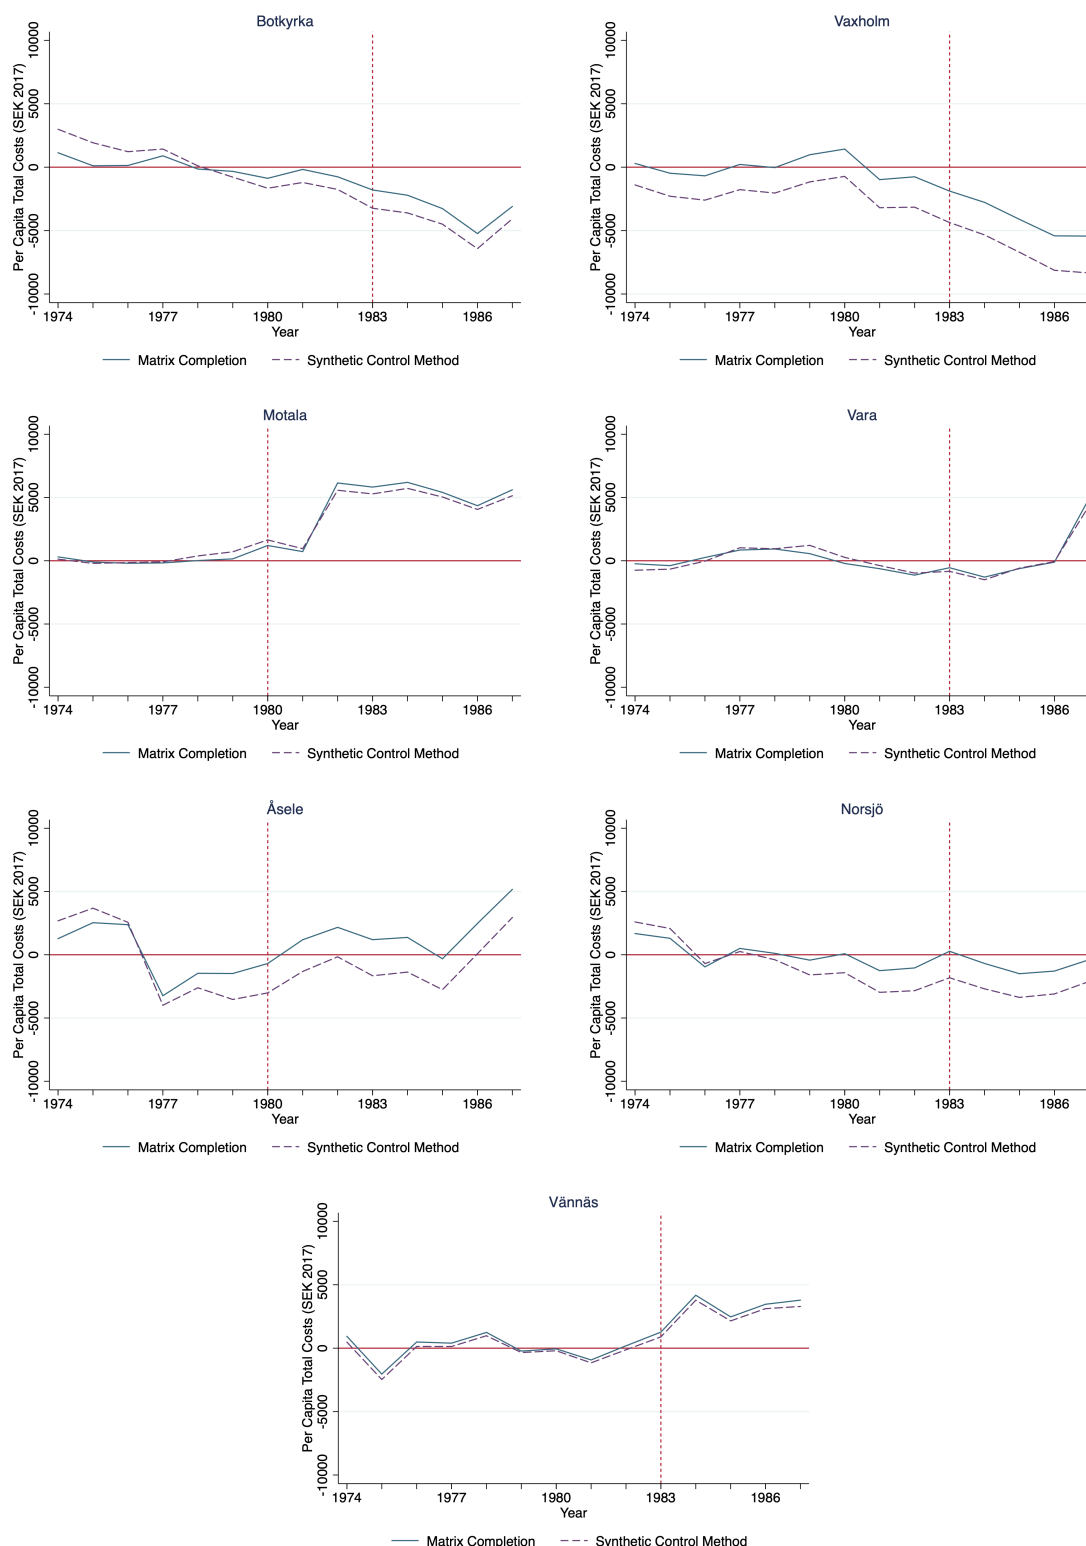 Botkyrka
Per Capita Total Costs (SEK 2017)
10000
5000
0
-5000
-10000
1974 1977 1980 1983 1986
Year
Matrix Completion Synthetic Control Method
Vaxholm
Per Capita Total Costs (SEK 2017)
10000
5000
0
-5000
-10000
1974 1977 1980 1983 1986
Year
Matrix Completion Synthetic Control Method
Motala
Per Capita Total Costs (SEK 2017)
10000
5000
0
-5000
-10000
1974 1977 1980 1983 1986
Year
Matrix Completion Synthetic Control Method
Vara
Per Capita Total Costs (SEK 2017)
10000
5000
0
-5000
-10000
1974 1977 1980 1983 1986
Year
Matrix Completion Synthetic Control Method
Åsele
Per Capita Total Costs (SEK 2017)
10000
5000
0
-5000
-10000
1974 1977 1980 1983 1986
Year
Matrix Completion Synthetic Control Method
Norsjö
Per Capita Total Costs (SEK 2017)
10000
5000
0
-5000
-10000
1974 1977 1980 1983 1986
Year
Matrix Completion Synthetic Control Method
Vännäs
Per Capita Total Costs (SEK 2017)
10000
5000
0
-5000
-10000
1974 1977 1980 1983 1986
Year
Matrix Completion Synthetic Control Method